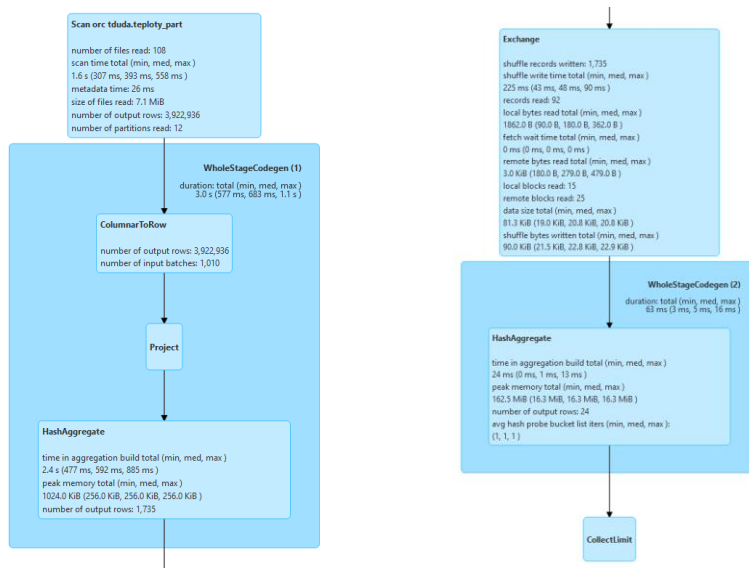 Scan orc tduda.teploty_part
number of files read: 108
scan time total (min, med, max )
1.6 s (307 ms, 393 ms, 558 ms )
metadata time: 26 ms
size of files read: 7.1 MiB
number of output rows: 3,922,936
number of partitions read: 12
WholeStageCodegen (1)
duration: total (min, med, max )
3.0 s (577 ms, 683 ms, 1.1 s )
ColumnarToRow
number of output rows: 3,922,936
number of input batches: 1,010
Project
HashAggregate
time in aggregation build total (min, med, max )
2.4 s (477 ms, 592 ms, 885 ms )
peak memory total (min, med, max )
1024.0 KiB (256.0 KiB, 256.0 KiB, 256.0 KiB )
number of output rows: 1,735
Exchange
shuffle records written: 1,735
shuffle write time total (min, med, max )
225 ms (43 ms, 48 ms, 90 ms )
records read: 92
local bytes read total (min, med, max )
1862.0 B (90.0 B, 180.0 B, 362.0 B )
fetch wait time total (min, med, max )
0 ms (0 ms, 0 ms, 0 ms )
remote bytes read total (min, med, max )
3.0 KiB (180.0 B, 279.0 B, 479.0 B )
local blocks read: 15
remote blocks read: 25
data size total (min, med, max )
81.3 KiB (19.0 KiB, 20.8 KiB, 20.8 KiB )
shuffle bytes written total (min, med, max )
90.0 KiB (21.5 KiB, 22.8 KiB, 22.9 KiB )
WholeStageCodegen (2)
duration: total (min, med, max )
63 ms (3 ms, 5 ms, 16 ms )
HashAggregate
time in aggregation build total (min, med, max )
24 ms (0 ms, 1 ms, 13 ms )
peak memory total (min, med, max )
162.5 MiB (16.3 MiB, 16.3 MiB, 16.3 MiB )
number of output rows: 24
avg hash probe bucket list iters (min, med, max ):
(1, 1, 1 )
CollectLimit